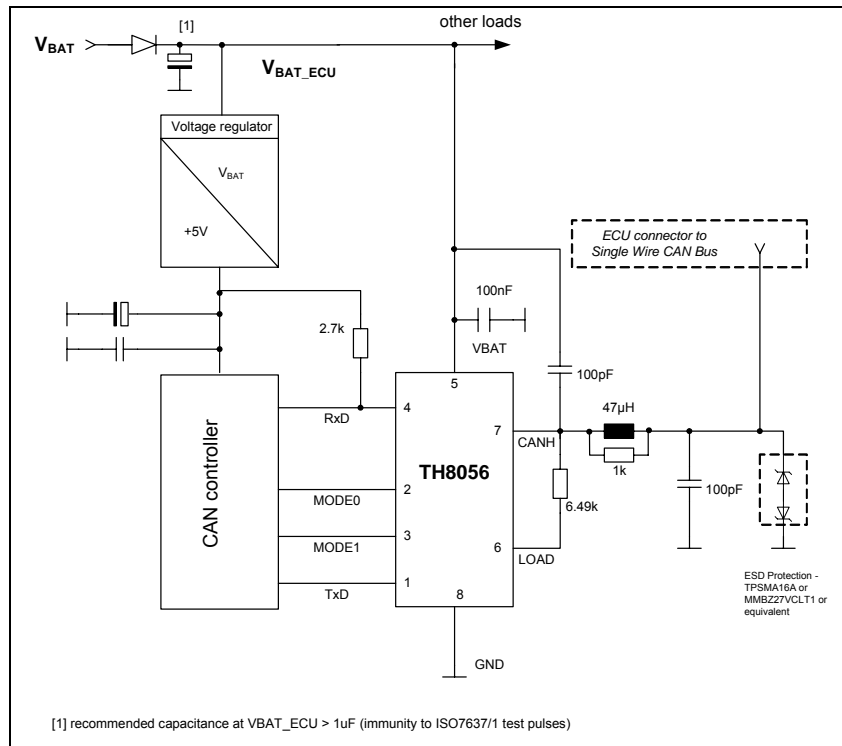 [1]
other loads
VBAT
VBAT_ECU
Voltage regulator
VBAT
+5V
ECU connector to
Single Wire CAN Bus
100nF
2.7k
VBAT
100pF
5
47µH
RxD
4
7
CANH
1k
TH8056
CAN controller
100pF
6.49k
MODE0
2
MODE1
3
6
LOAD
TxD
1
8
ESD Protection -
TPSMA16A or
MMBZ27VCLT1 or
equivalent
GND
[1] recommended capacitance at VBAT_ECU > 1uF (immunity to ISO7637/1 test pulses)